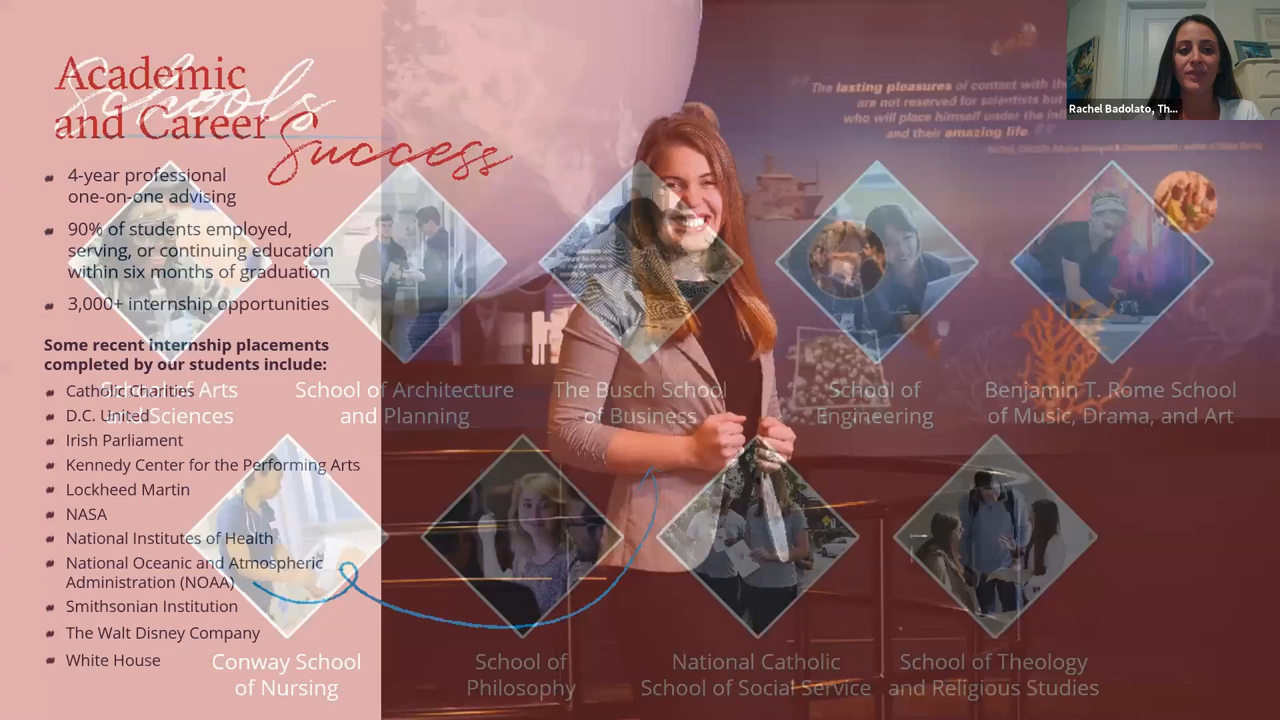 Academic
Schools
and Career
Success
4-year professional
one-on-one advising
90% of students employed,
serving, or continuing education
within six months of graduation
3,000+ internship opportunities
Some recent internship placements
completed by our students include:
Catholic Charities
D.C. United
Irish Parliament
Kennedy Center for the Performing Arts
Lockheed Martin
NASA
National Institutes of Health
National Oceanic and Atmospheric
Administration (NOAA)
Smithsonian Institution
The Walt Disney Company
White House
School of Arts
and Sciences
School of Architecture
and Planning
The Busch School
of Business
School of
Engineering
Benjamin T. Rome School
of Music, Drama, and Art
Conway School
of Nursing
School of
Philosophy
National Catholic
School of Social Service
School of Theology
and Religious Studies
The lasting pleasures of contact with th
are not reserved for scientists but
who will place himself under the
and their amazing life
Rachel Badolato, Th...